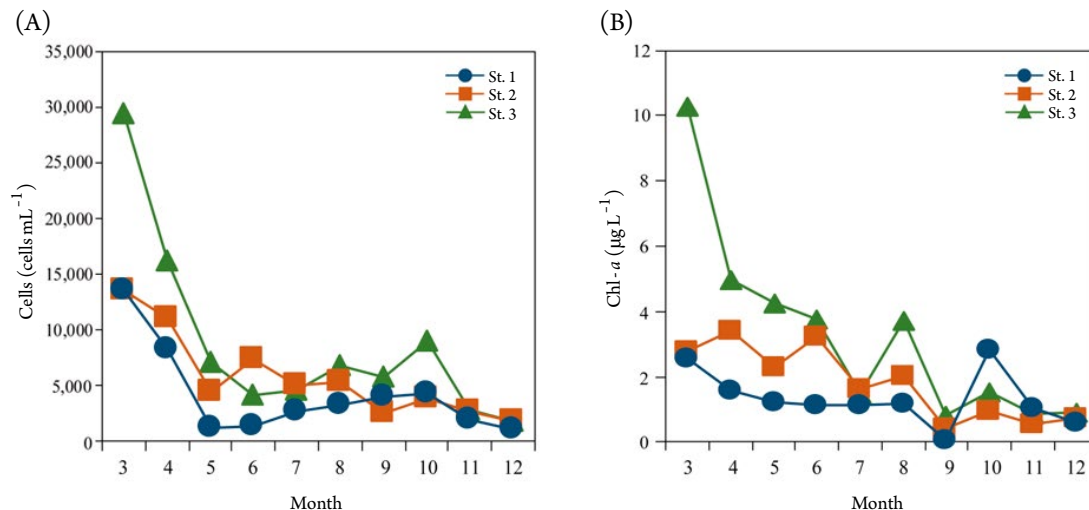 (A)
35,000
30,000
25,000
20,000
15,000
10,000
5,000
0
Cells (cells mL⁻¹)
St. 1
St. 2
St. 3
3 4 5 6 7 8 9 10 11 12
Month
(B)
12
10
8
6
4
2
0
Chl-a (µg L⁻¹)
St. 1
St. 2
St. 3
3 4 5 6 7 8 9 10 11 12
Month